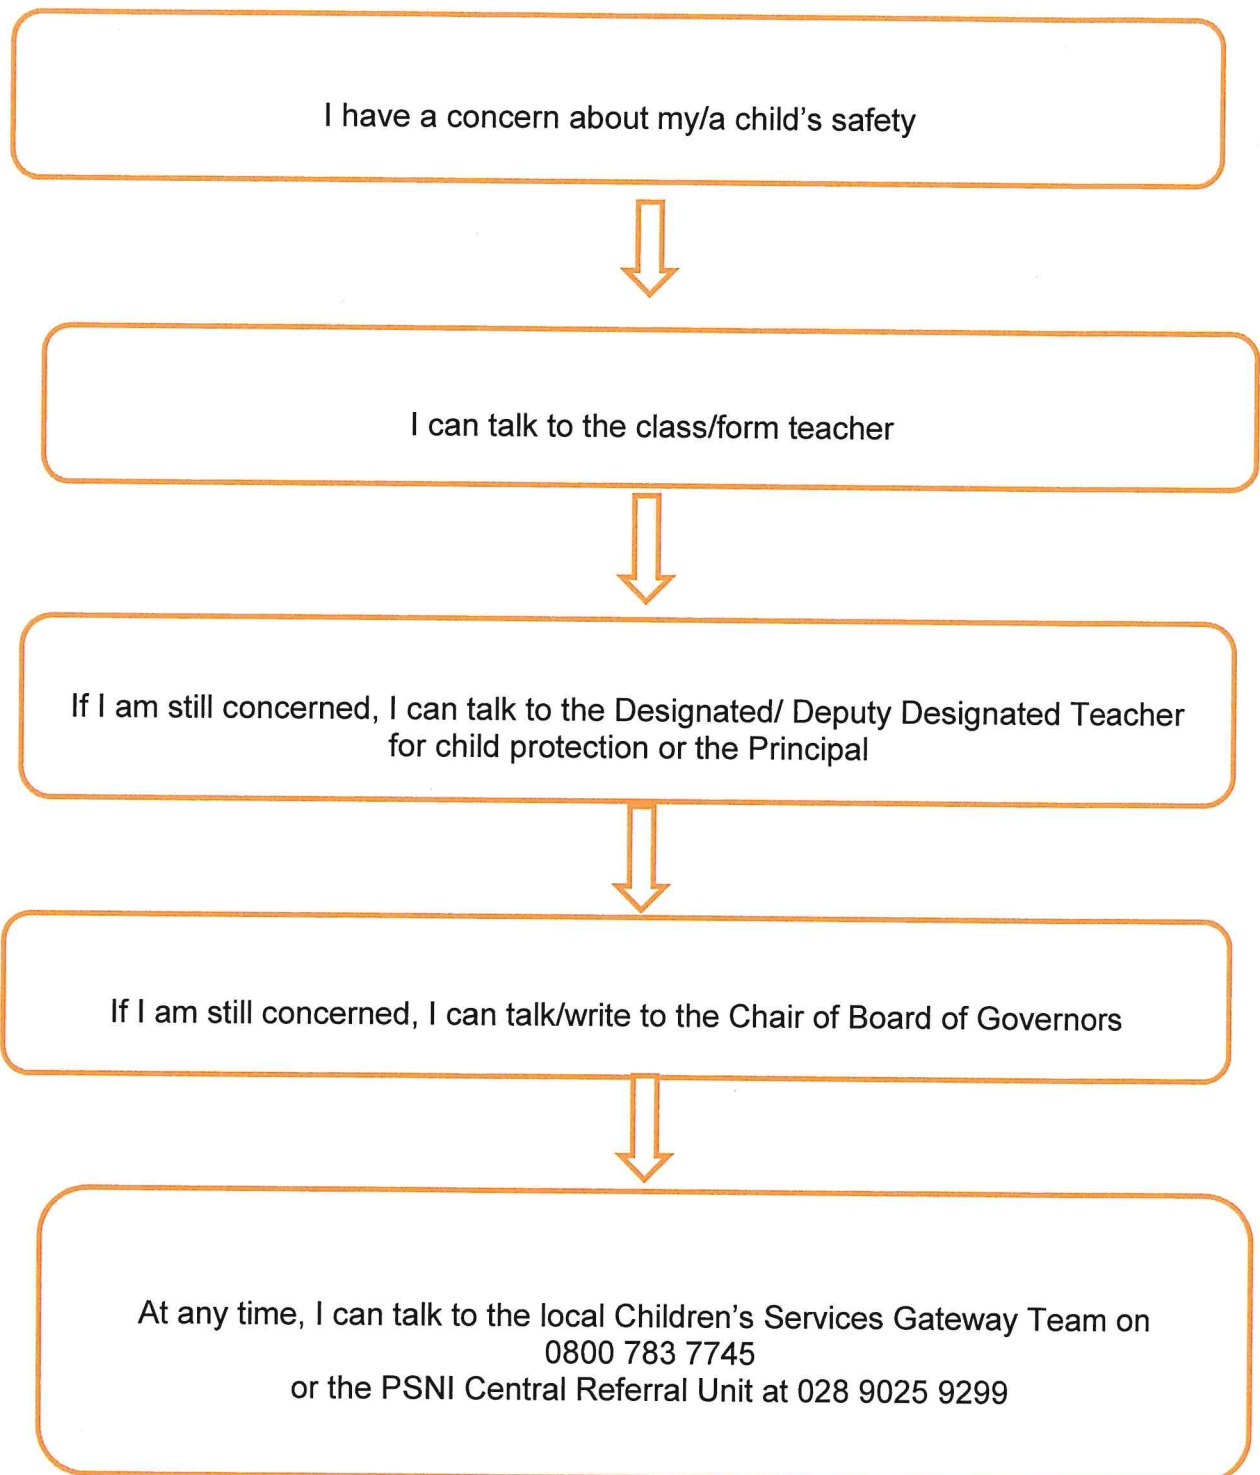 I have a concern about my/a child's safety
I can talk to the class/form teacher
If I am still concerned, I can talk to the Designated/ Deputy Designated Teacher
for child protection or the Principal
If I am still concerned, I can talk/write to the Chair of Board of Governors
At any time, I can talk to the local Children's Services Gateway Team on
0800 783 7745
or the PSNI Central Referral Unit at 028 9025 9299